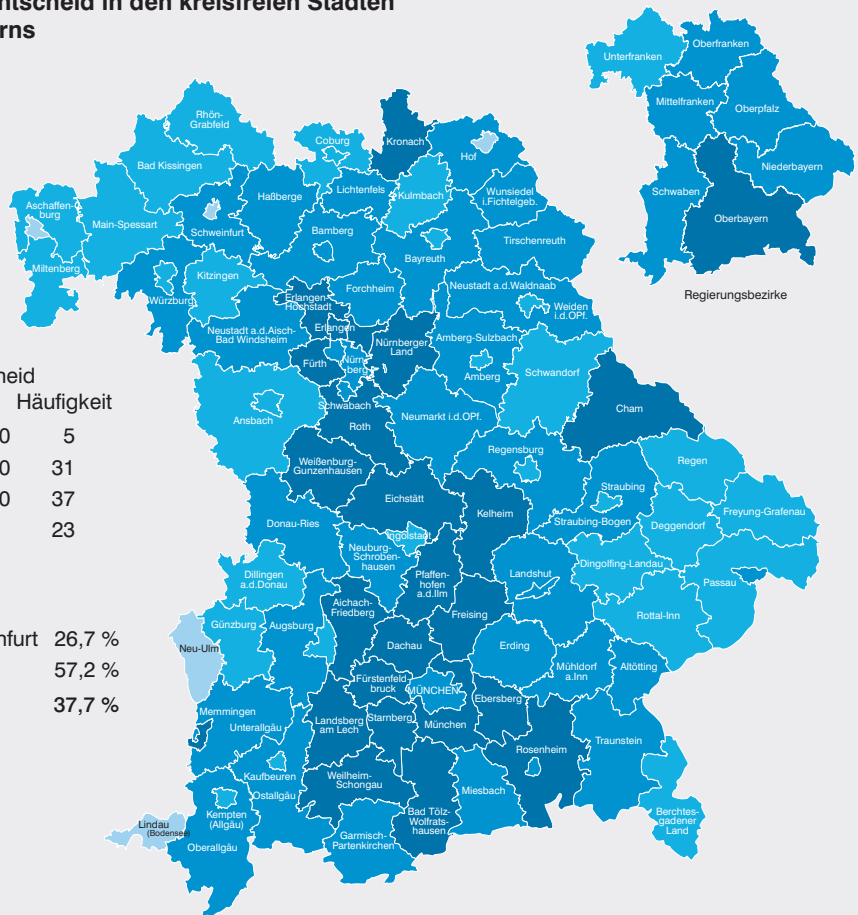 ntscheid in den kreisfreien Städten
rns
Unterfranken
Oberfranken
Mittelfranken
Oberpfalz
Niederbayern
Schwaben
Oberbayern
Regierungsbezirke
Rhön-
Grabfeld
Coburg
Kronach
Hof
Bad Kissingen
Lichtenfels
Kulmbach
Wunsiedel
i.Fichtelgeb.
Haßberge
Aschaffen-
burg
Main-Spessart
Schweinfurt
Bamberg
Tirschenreuth
Bayreuth
Miltenberg
Kitzingen
Würzburg
Forchheim
Neustadt a.d.Waldnaab
Erlangen-
Höchstadt
Weiden
i.d.OPf.
Neustadt a.d.Aisch-
Bad Windsheim
Erlangen
Nürnberger
Land
Amberg-Sulzbach
Fürth
Nürn-
berg
Amberg
Schwandorf
Ansbach
Schwabach
Roth
Neumarkt i.d.OPf.
Cham
Weißenburg-
Gunzenhausen
Regensburg
Regen
Eichstätt
Straubing
Kelheim
Freyung-Grafenau
Donau-Ries
Straubing-Bogen
Deggendorf
Ingolstadt
Neuburg-
Schroben-
hausen
Dingolfing-Landau
Dillingen
a.d.Donau
Pfaffen-
hofen
a.d.Ilm
Landshut
Passau
Aichach-
Friedberg
Rottal-Inn
Freising
Günzburg
Augsburg
Neu-Ulm
Dachau
Erding
Mühldorf
a.Inn
Altötting
Fürstenfeld
bruck
MÜNCHEN
Ebersberg
Memmingen
Unterallgäu
Landsberg
am Lech
Starnberg
München
Traunstein
Rosenheim
Kaufbeuren
Weilheim-
Schongau
Ostallgäu
Miesbach
Kempten
(Allgäu)
Bad Tölz-
Wolfrats-
hausen
Berchtes-
gadener
Land
Lindau
(Bodensee)
Oberallgäu
Garmisch-
Partenkirchen
heid
Häufigkeit
0 5
0 31
0 37
23
nfurt 26,7 %
57,2 %
37,7 %